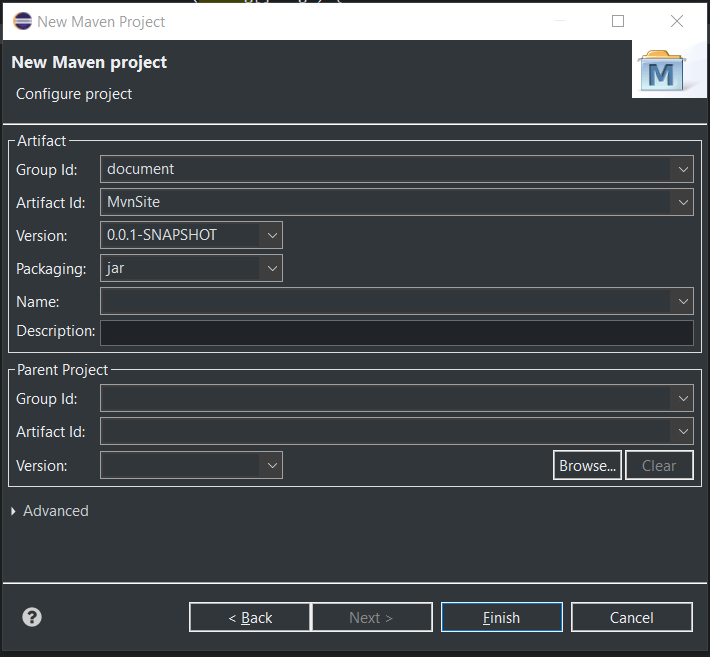 New Maven Project
New Maven project
Configure project
M
Artifact
Group Id: document
Artifact Id: MvnSite
Version: 0.0.1-SNAPSHOT
Packaging: jar
Name:
Description:
Parent Project
Group Id:
Artifact Id:
Version: Browse... Clear
Advanced
? < Back Next > Finish Cancel